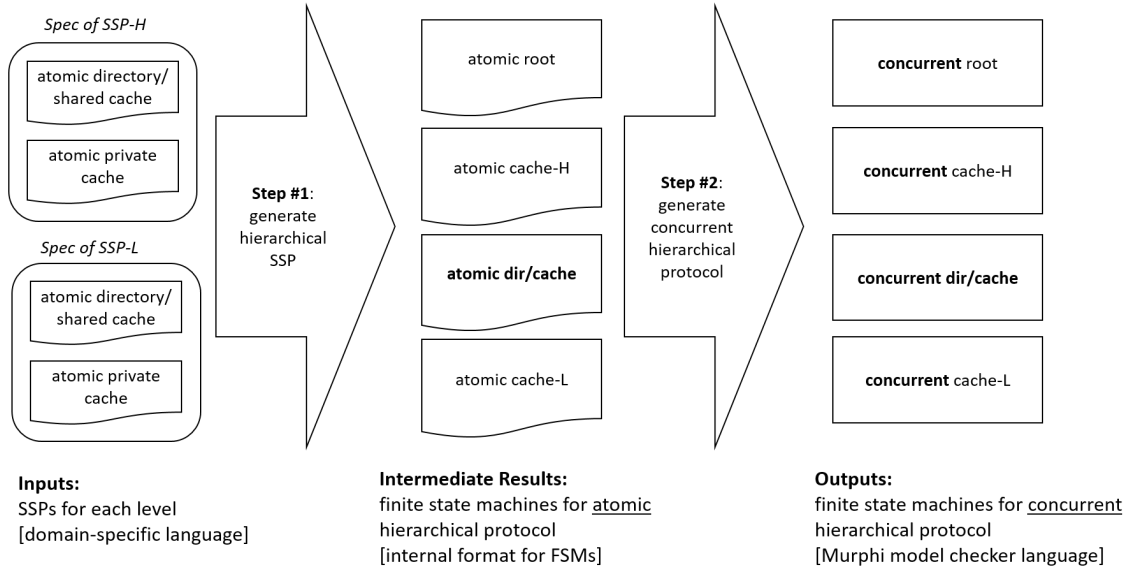 Spec of SSP-H
atomic directory/
shared cache
atomic private
cache
Spec of SSP-L
atomic directory/
shared cache
atomic private
cache
Step #1:
generate
hierarchical
SSP
atomic root
atomic cache-H
atomic dir/cache
atomic cache-L
Step #2:
generate
concurrent
hierarchical
protocol
concurrent root
concurrent cache-H
concurrent dir/cache
concurrent cache-L
Inputs:
SSPs for each level
[domain-specific language]
Intermediate Results:
finite state machines for atomic
hierarchical protocol
[internal format for FSMs]
Outputs:
finite state machines for concurrent
hierarchical protocol
[Murphi model checker language]